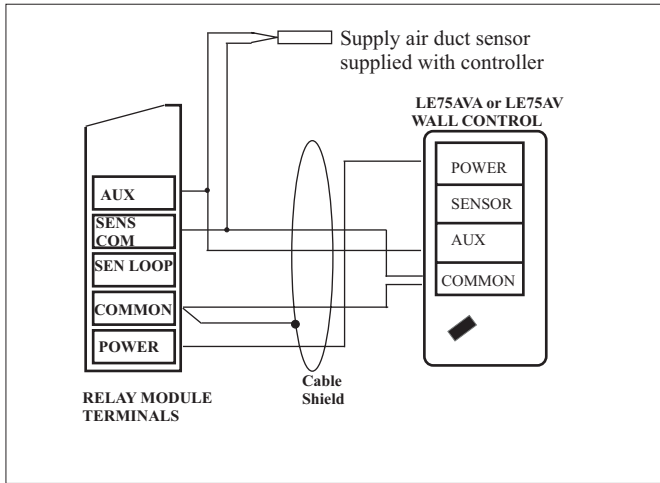 Supply air duct sensor
supplied with controller
LE75AVA or LE75AV
WALL CONTROL
AUX
SENS
COM
SEN LOOP
COMMON
POWER
RELAY MODULE
TERMINALS
Cable
Shield
POWER
SENSOR
AUX
COMMON